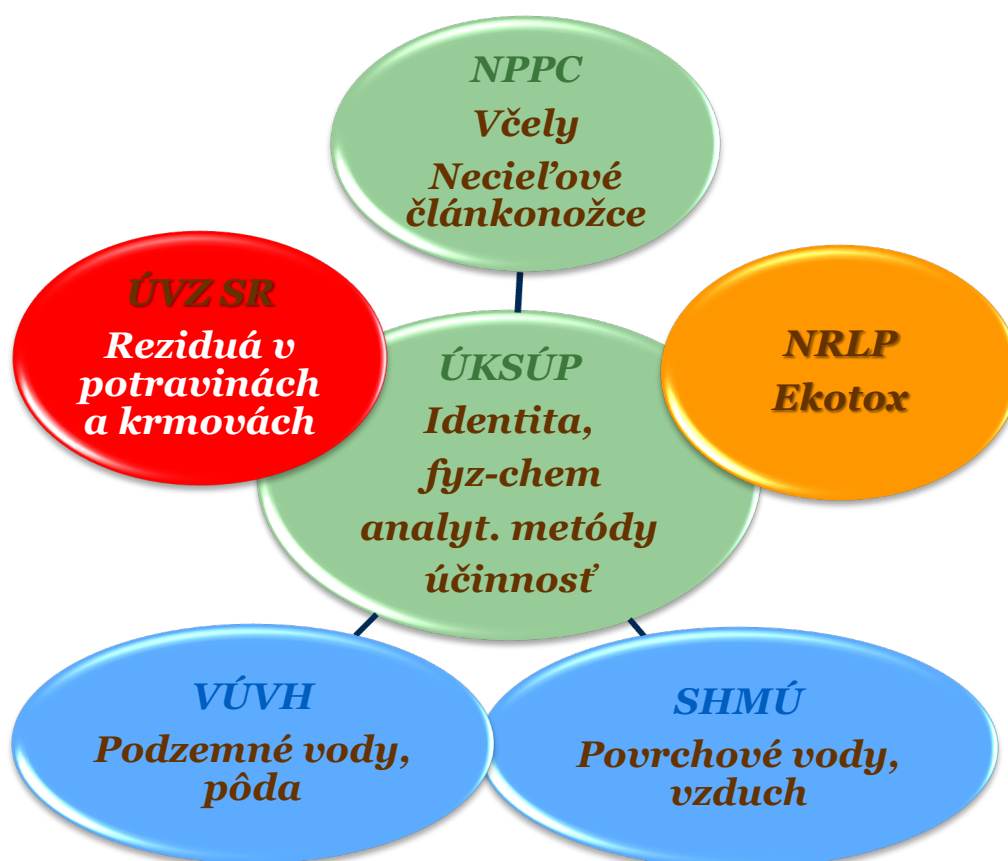 NPPC
Včely
Necieľové
článkonožce
ÚVZ SR
Reziduá v
potravinách
a krmovách
ÚKSÚP
Identita,
fyz-chem
analyt. metódy
účinnosť
NRLP
Ekotox
VÚVH
Podzemné vody,
pôda
SHMÚ
Povrchové vody,
vzduch